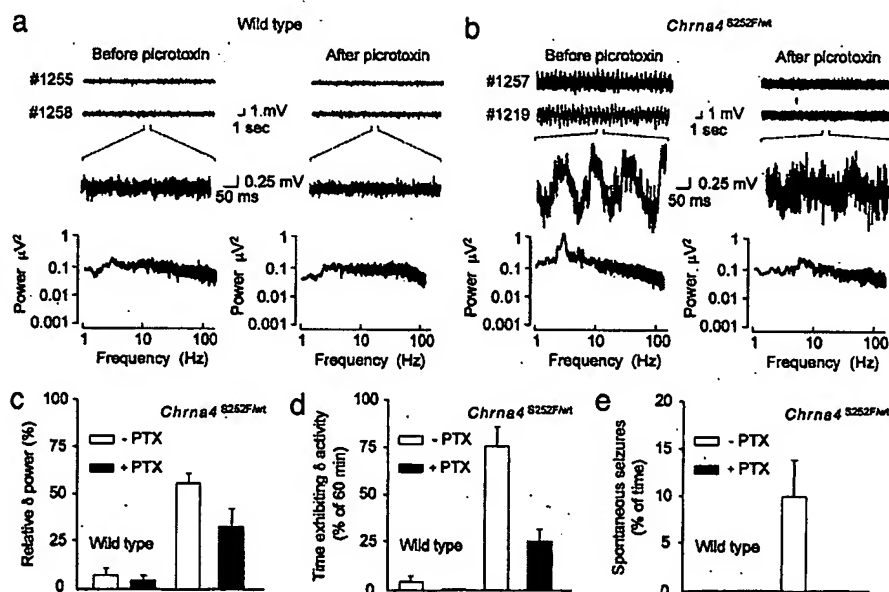 a
Wild type
Before picrotoxin
After picrotoxin
#1255
#1258
1 mV
1 sec
0.25 mV
50 ms
Power μV²
1
0.1
0.01
0.001
1 10 100
Frequency (Hz)
1
0.1
0.01
0.001
Power μV²
1 10 100
Frequency (Hz)
b
Chrna4 S252F/wt
Before picrotoxin
After picrotoxin
#1257
#1219
1 mV
1 sec
0.25 mV
50 ms
Power μV²
1
0.1
0.01
0.001
1 10 100
Frequency (Hz)
Power μV²
1
0.1
0.01
0.001
1 10 100
Frequency (Hz)
c
Chrna4 S252F/wt
Relative δ power (%)
100
75
50
25
0
- PTX
+ PTX
Wild type
d
Chrna4 S252F/wt
Time exhibiting δ activity
(% of 60 min)
100
75
50
25
0
- PTX
+ PTX
Wild type
e
Chrna4 S252F/wt
Spontaneous seizures
(% of time)
20
15
10
5
0
- PTX
+ PTX
Wild type